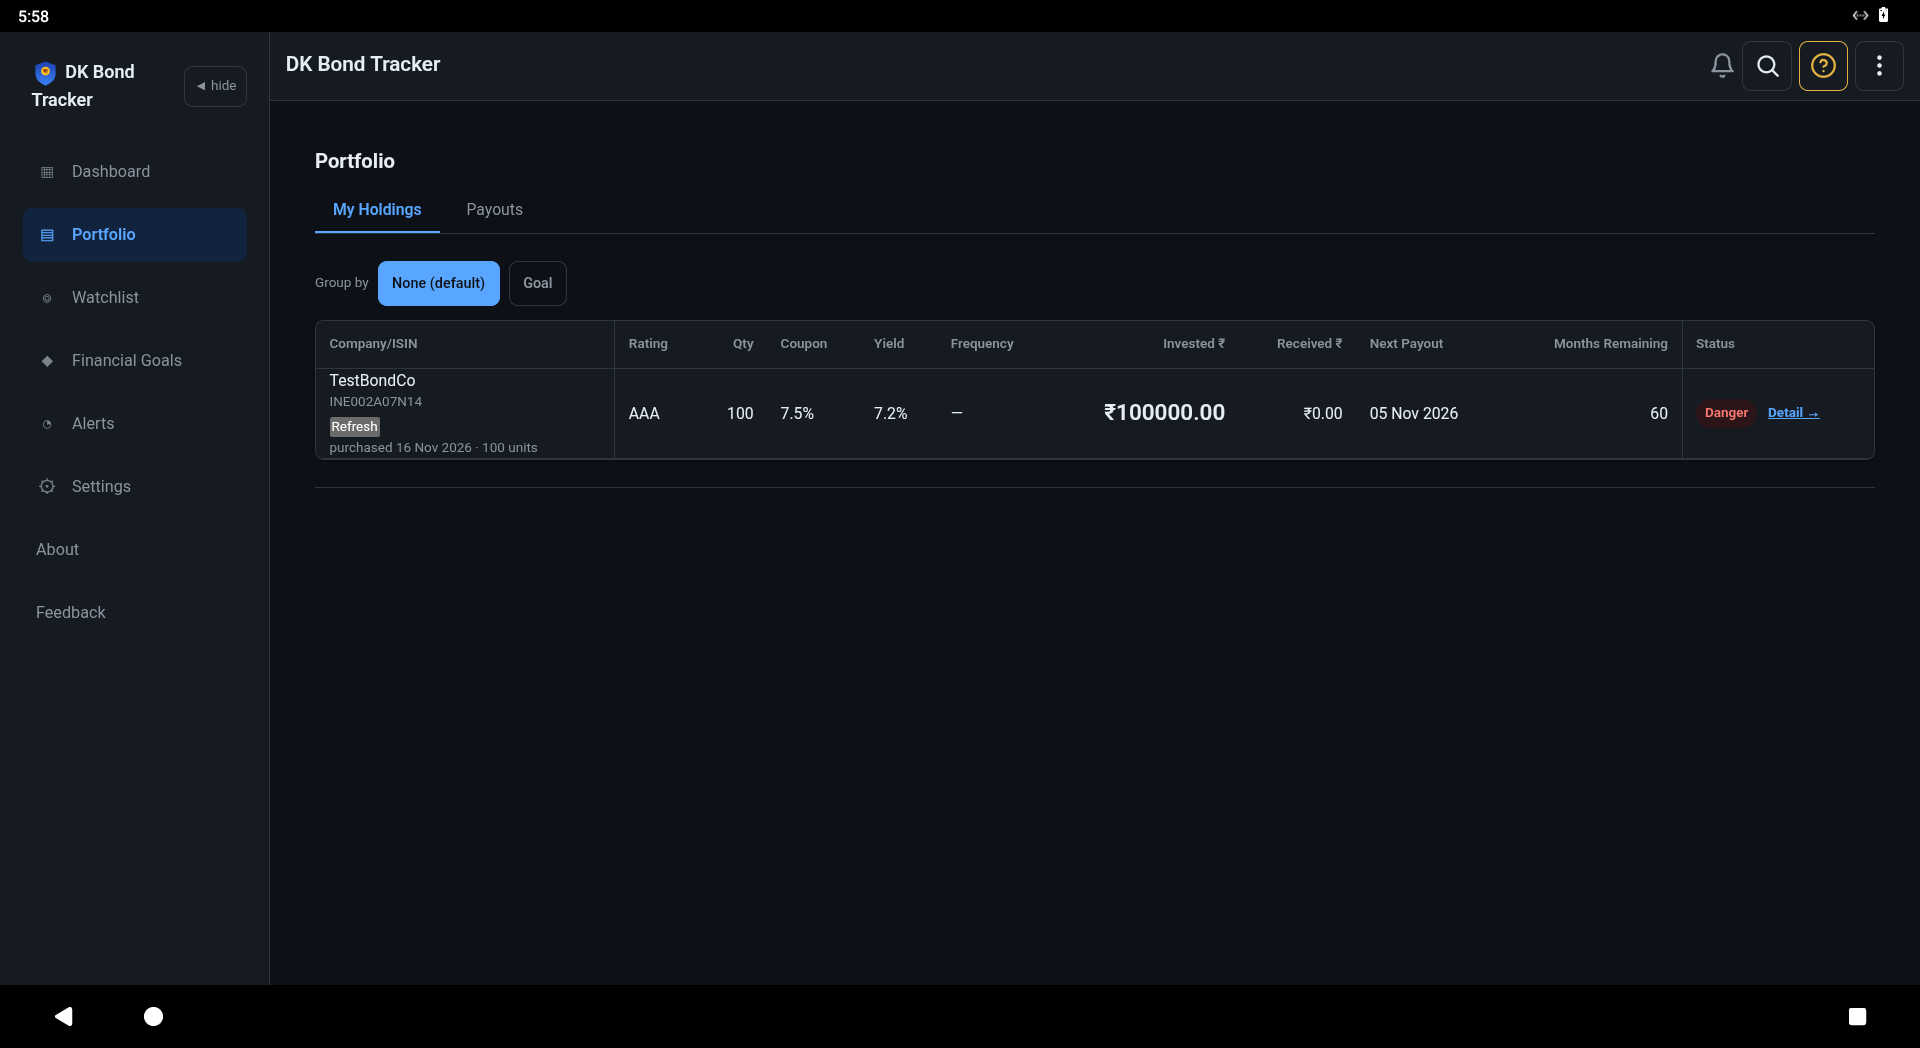 5:58
DK Bond
Tracker
◄ hide
DK Bond Tracker
Dashboard
Portfolio
Watchlist
Financial Goals
Alerts
Settings
About
Feedback
Portfolio
My Holdings Payouts
Group by None (default) Goal
Company/ISIN Rating Qty Coupon Yield Frequency Invested ₹ Received ₹ Next Payout Months Remaining Status
TestBondCo
INE002A07N14
Refresh
purchased 16 Nov 2026 · 100 units
AAA 100 7.5% 7.2% — ₹100000.00 ₹0.00 05 Nov 2026 60 Danger Detail →